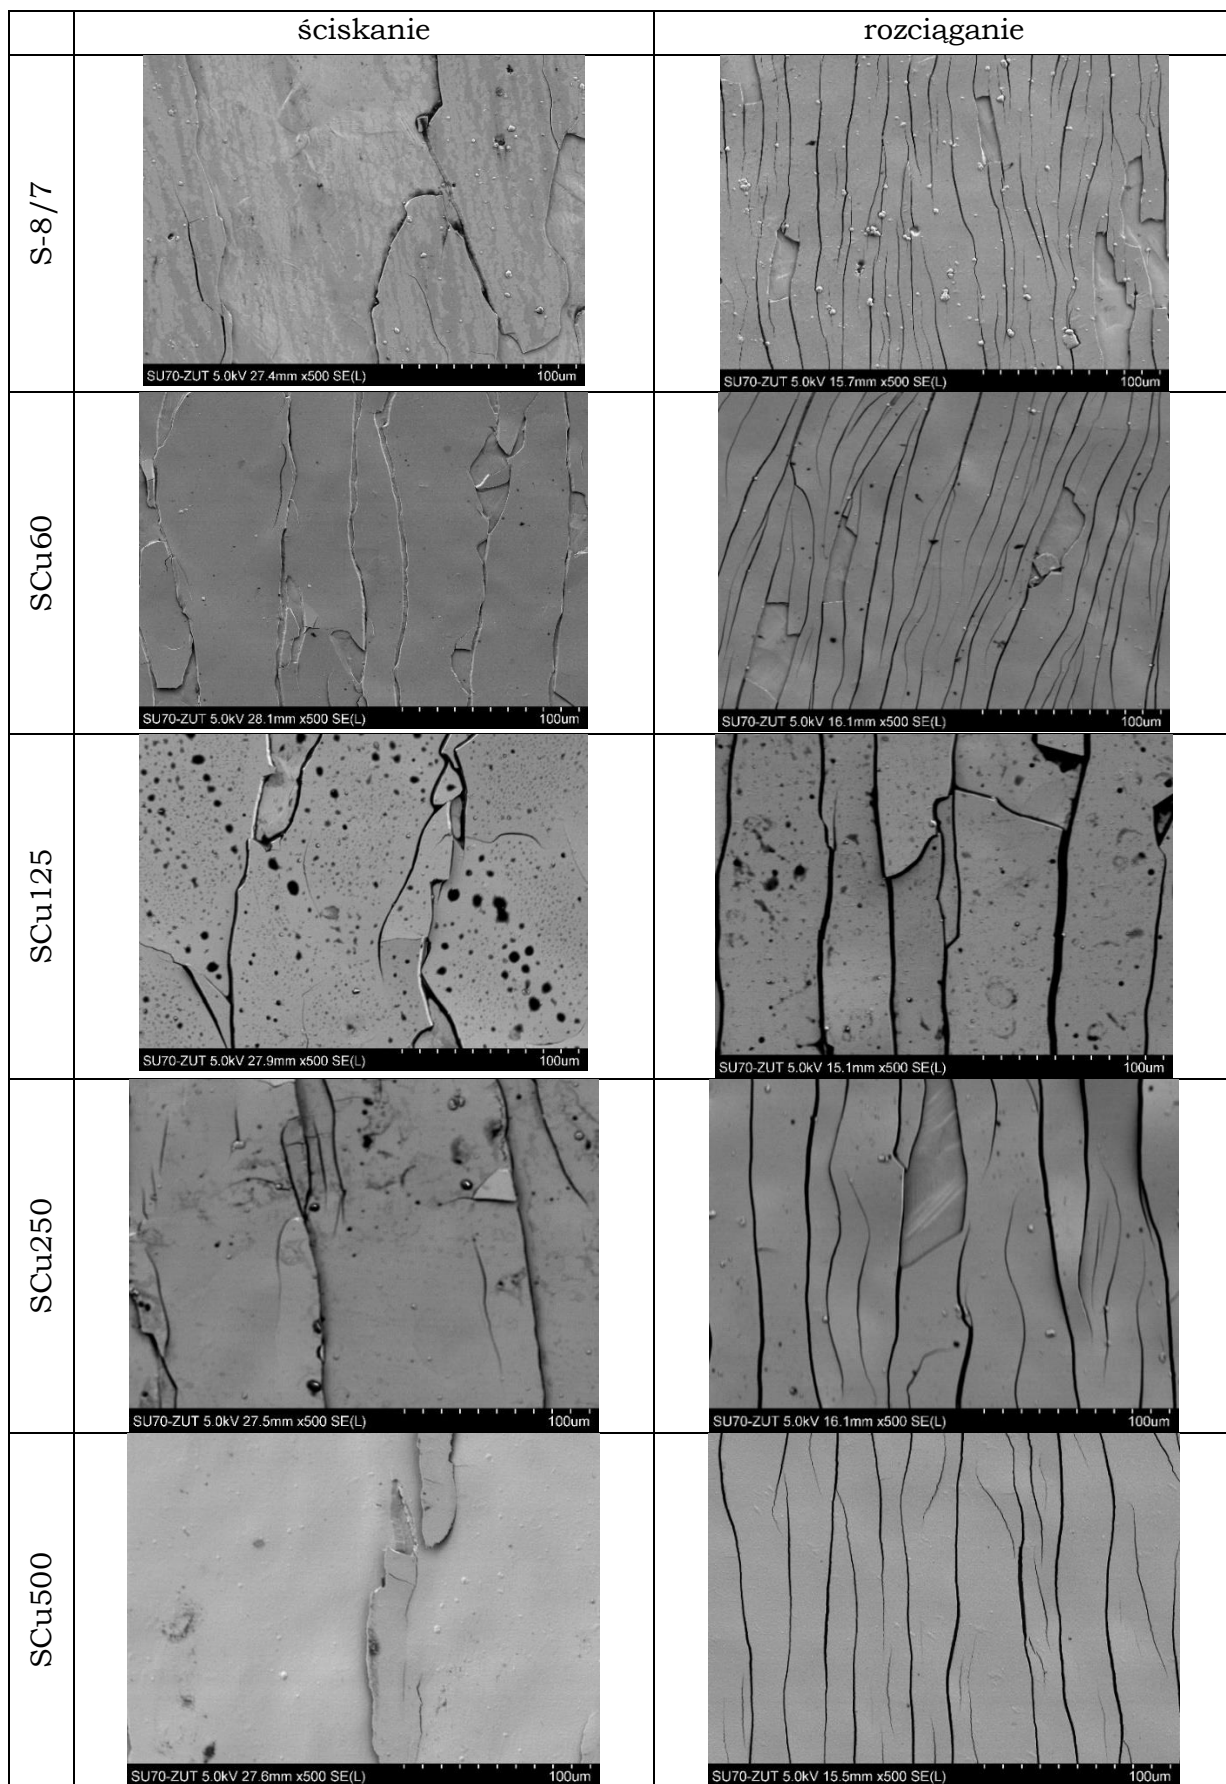 ściskanie rozciąganie
S-8/7
SU70-ZUT 5.0kV 27.4mm x500 SE(L) 100um
SU70-ZUT 5.0kV 15.7mm x500 SE(L) 100um
SCu60
SU70-ZUT 5.0kV 28.1mm x500 SE(L) 100um
SU70-ZUT 5.0kV 16.1mm x500 SE(L) 100um
SCu125
SU70-ZUT 5.0kV 27.9mm x500 SE(L) 100um
SU70-ZUT 5.0kV 15.1mm x500 SE(L) 100um
SCu250
SU70-ZUT 5.0kV 27.5mm x500 SE(L) 100um
SU70-ZUT 5.0kV 16.1mm x500 SE(L) 100um
SCu500
SU70-ZUT 5.0kV 27.6mm x500 SE(L) 100um
SU70-ZUT 5.0kV 15.5mm x500 SE(L) 100um